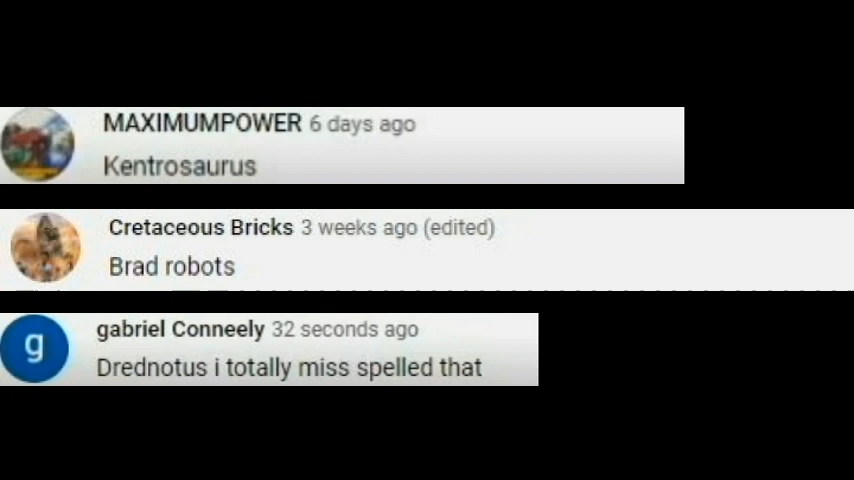 MAXIMUMPOWER 6 days ago
Kentrosaurus
Cretaceous Bricks 3 weeks ago (edited)
Brad robots
g
gabriel Conneely 32 seconds ago
Drednotus i totally miss spelled that